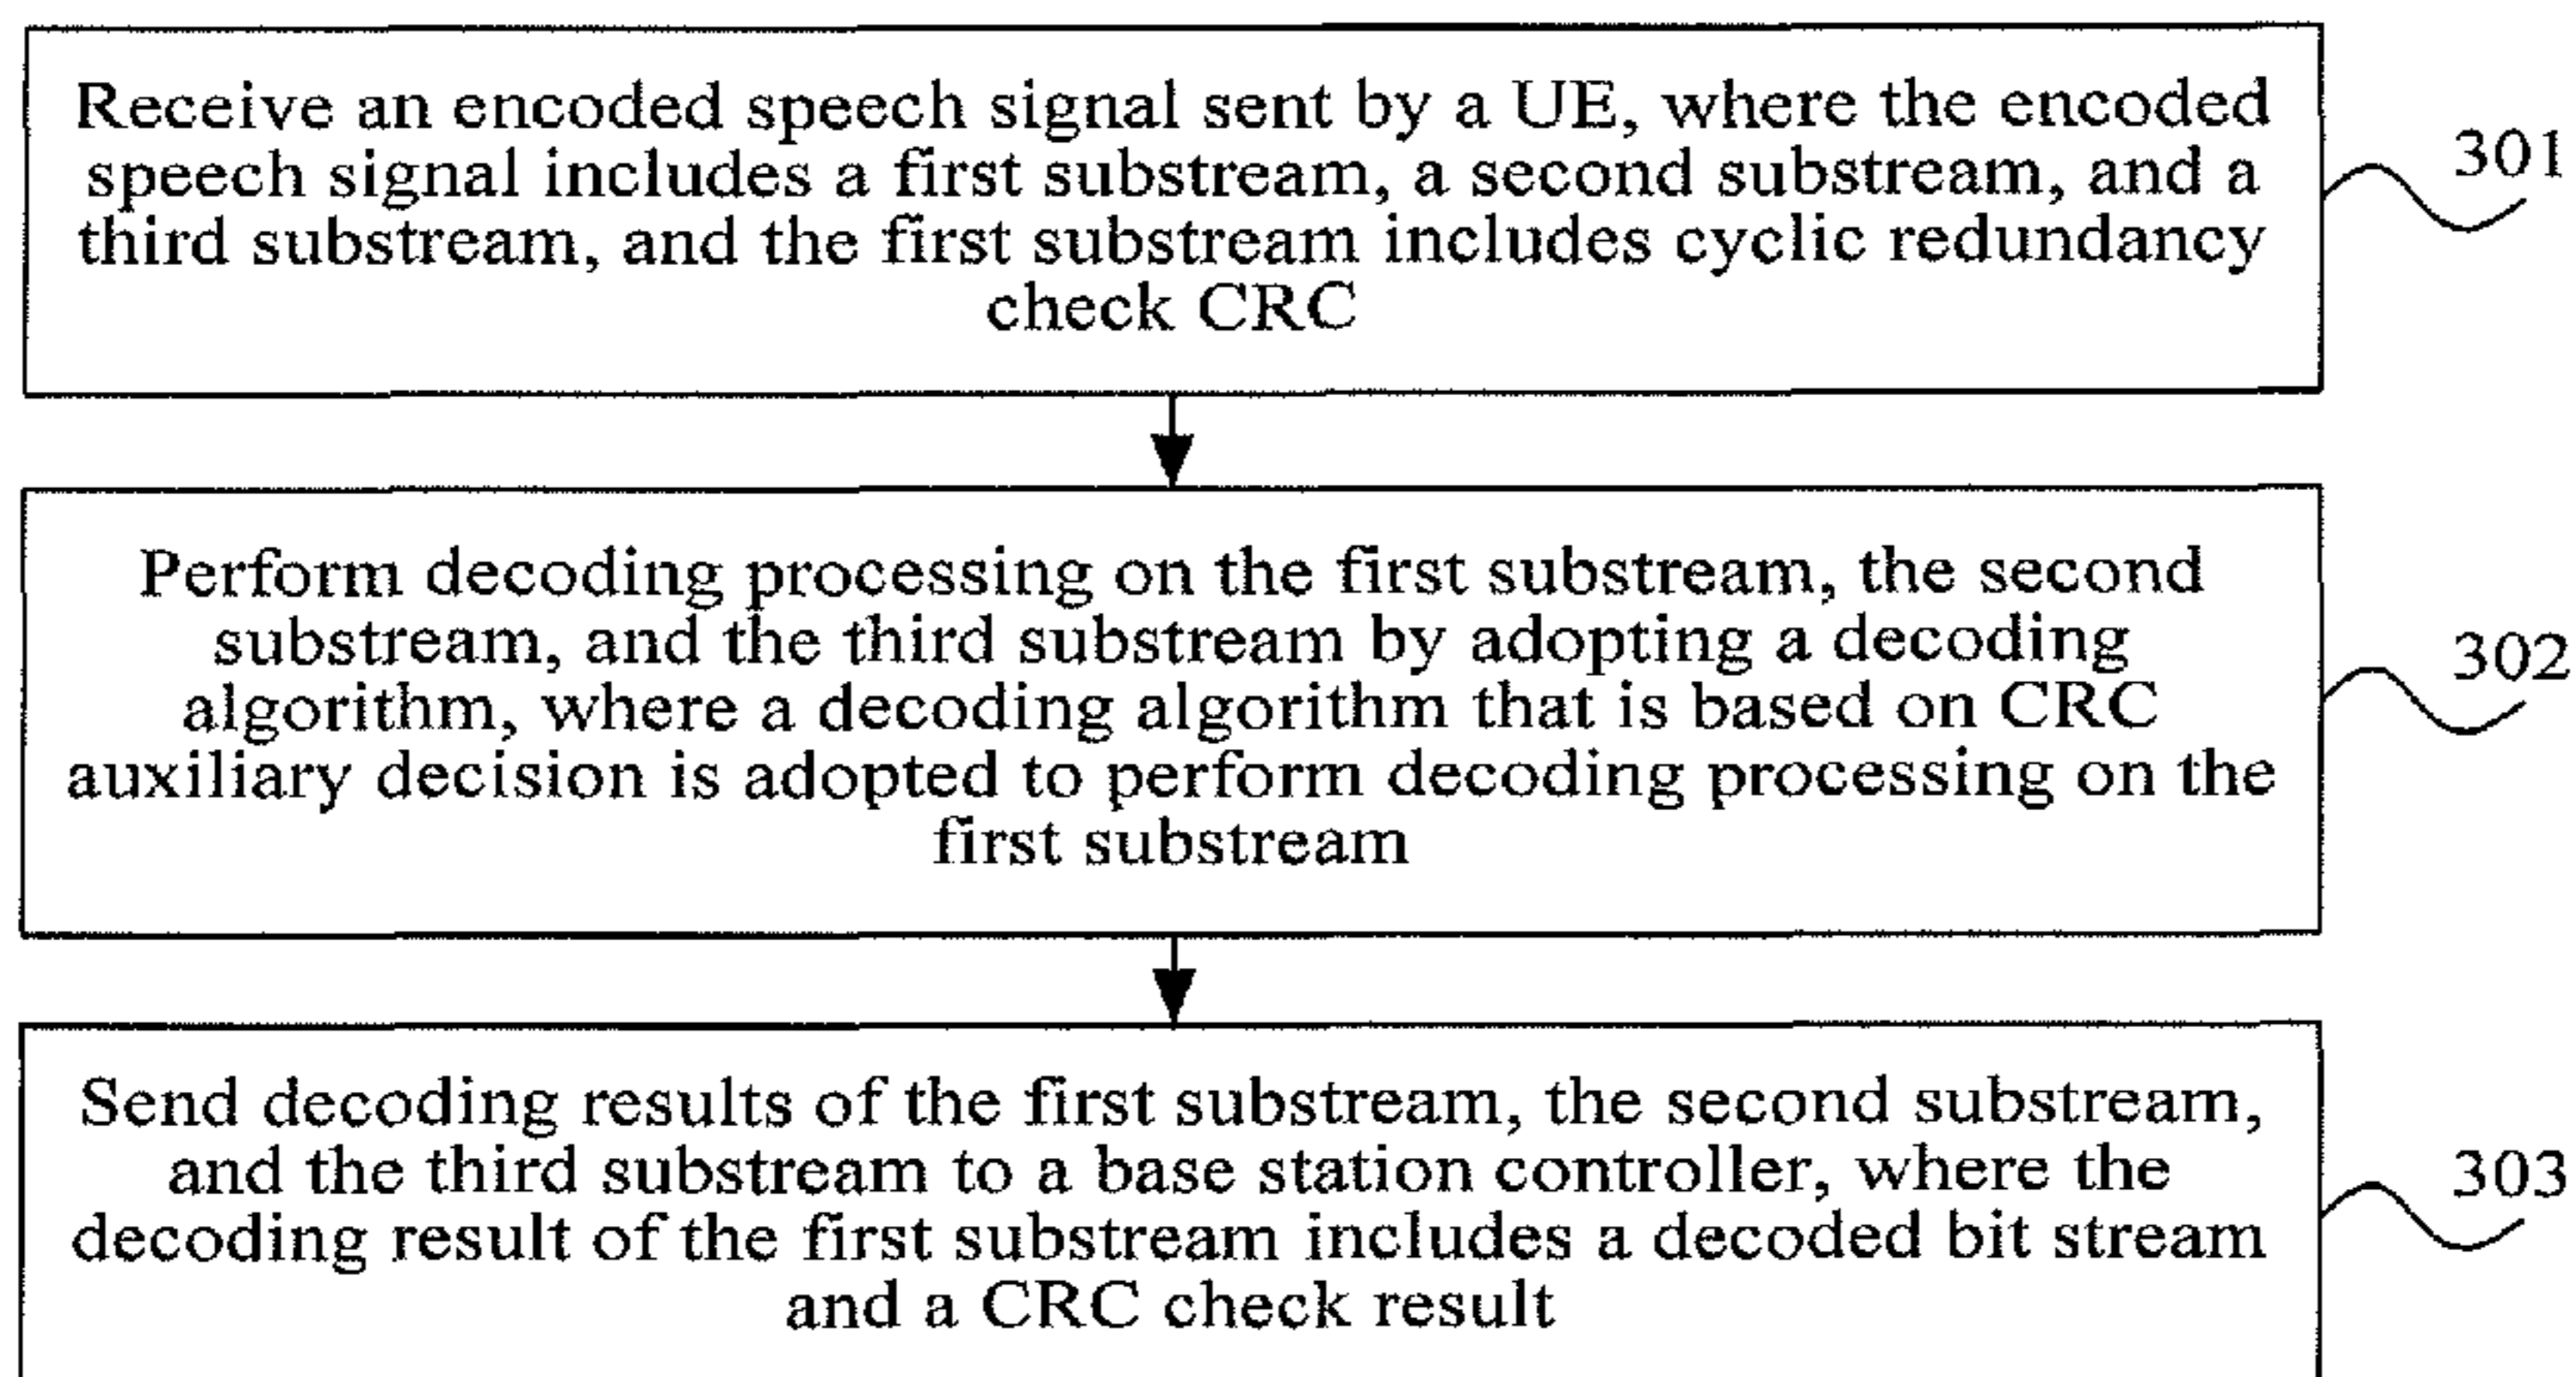 Receive an encoded speech signal sent by a UE, where the encoded
speech signal includes a first substream, a second substream, and a
third substream, and the first substream includes cyclic redundancy
check CRC
301
Perform decoding processing on the first substream, the second
substream, and the third substream by adopting a decoding
algorithm, where a decoding algorithm that is based on CRC
auxiliary decision is adopted to perform decoding processing on the
first substream
302
Send decoding results of the first substream, the second substream,
and the third substream to a base station controller, where the
decoding result of the first substream includes a decoded bit stream
and a CRC check result
303